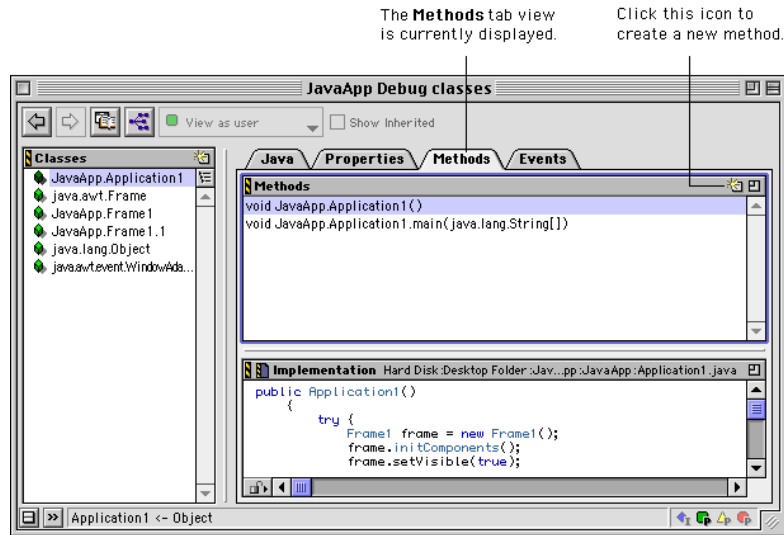 The Methods tab view
is currently displayed.
Click this icon to
create a new method.
JavaApp Debug classes
View as user
Show Inherited
Classes
JavaApp.Application1
java.awt.Frame
JavaApp.Frame1
JavaApp.Frame1.1
java.lang.Object
java.awt.event.WindowAda...
Java
Properties
Methods
Events
Methods
void JavaApp.Application1()
void JavaApp.Application1.main(java.lang.String[])
Implementation Hard Disk:Desktop Folder:Jav...pp:JavaApp:Application1.java
public Application1()
{
try {
Frame1 frame = new Frame1();
frame.initComponents();
frame.setVisible(true);
Application1 <- Object